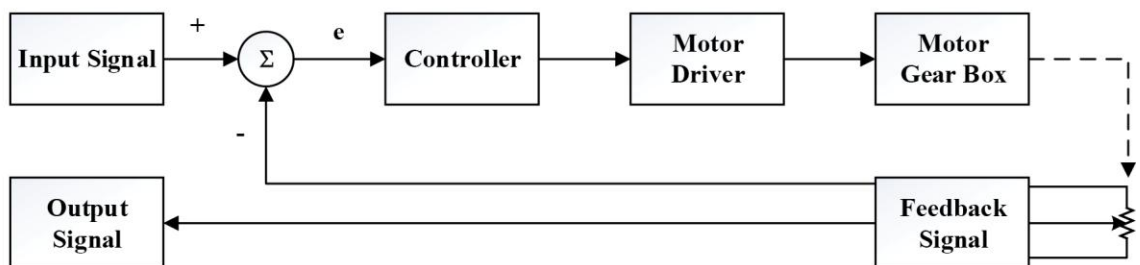 +
e
Input Signal
Σ
Controller
Motor
Driver
Motor
Gear Box
-
Output
Signal
Feedback
Signal